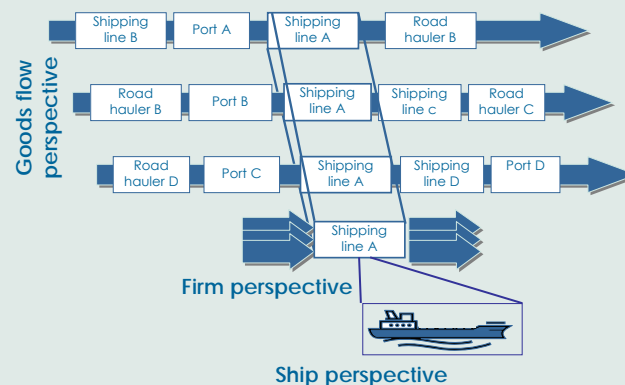 Shipping
line B
Port A
Shipping
line A
Road
hauler B
Road
hauler B
Port B
Shipping
line A
Shipping
line c
Road
hauler C
Road
hauler D
Port C
Shipping
line A
Shipping
line D
Port D
Goods flow
perspective
Shipping
line A
Firm perspective
Ship perspective